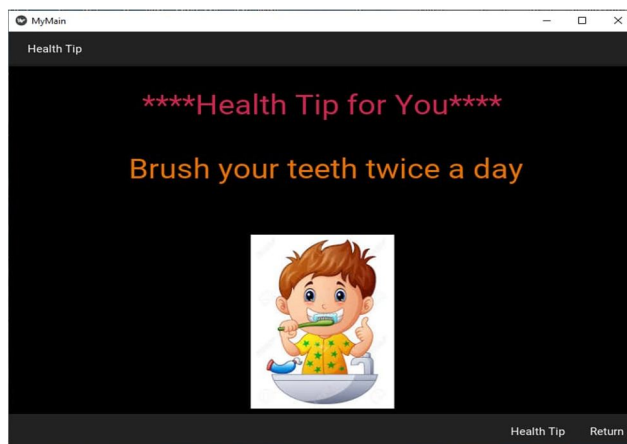 MyMain
Health Tip
****Health Tip for You****
Brush your teeth twice a day
Health Tip Return